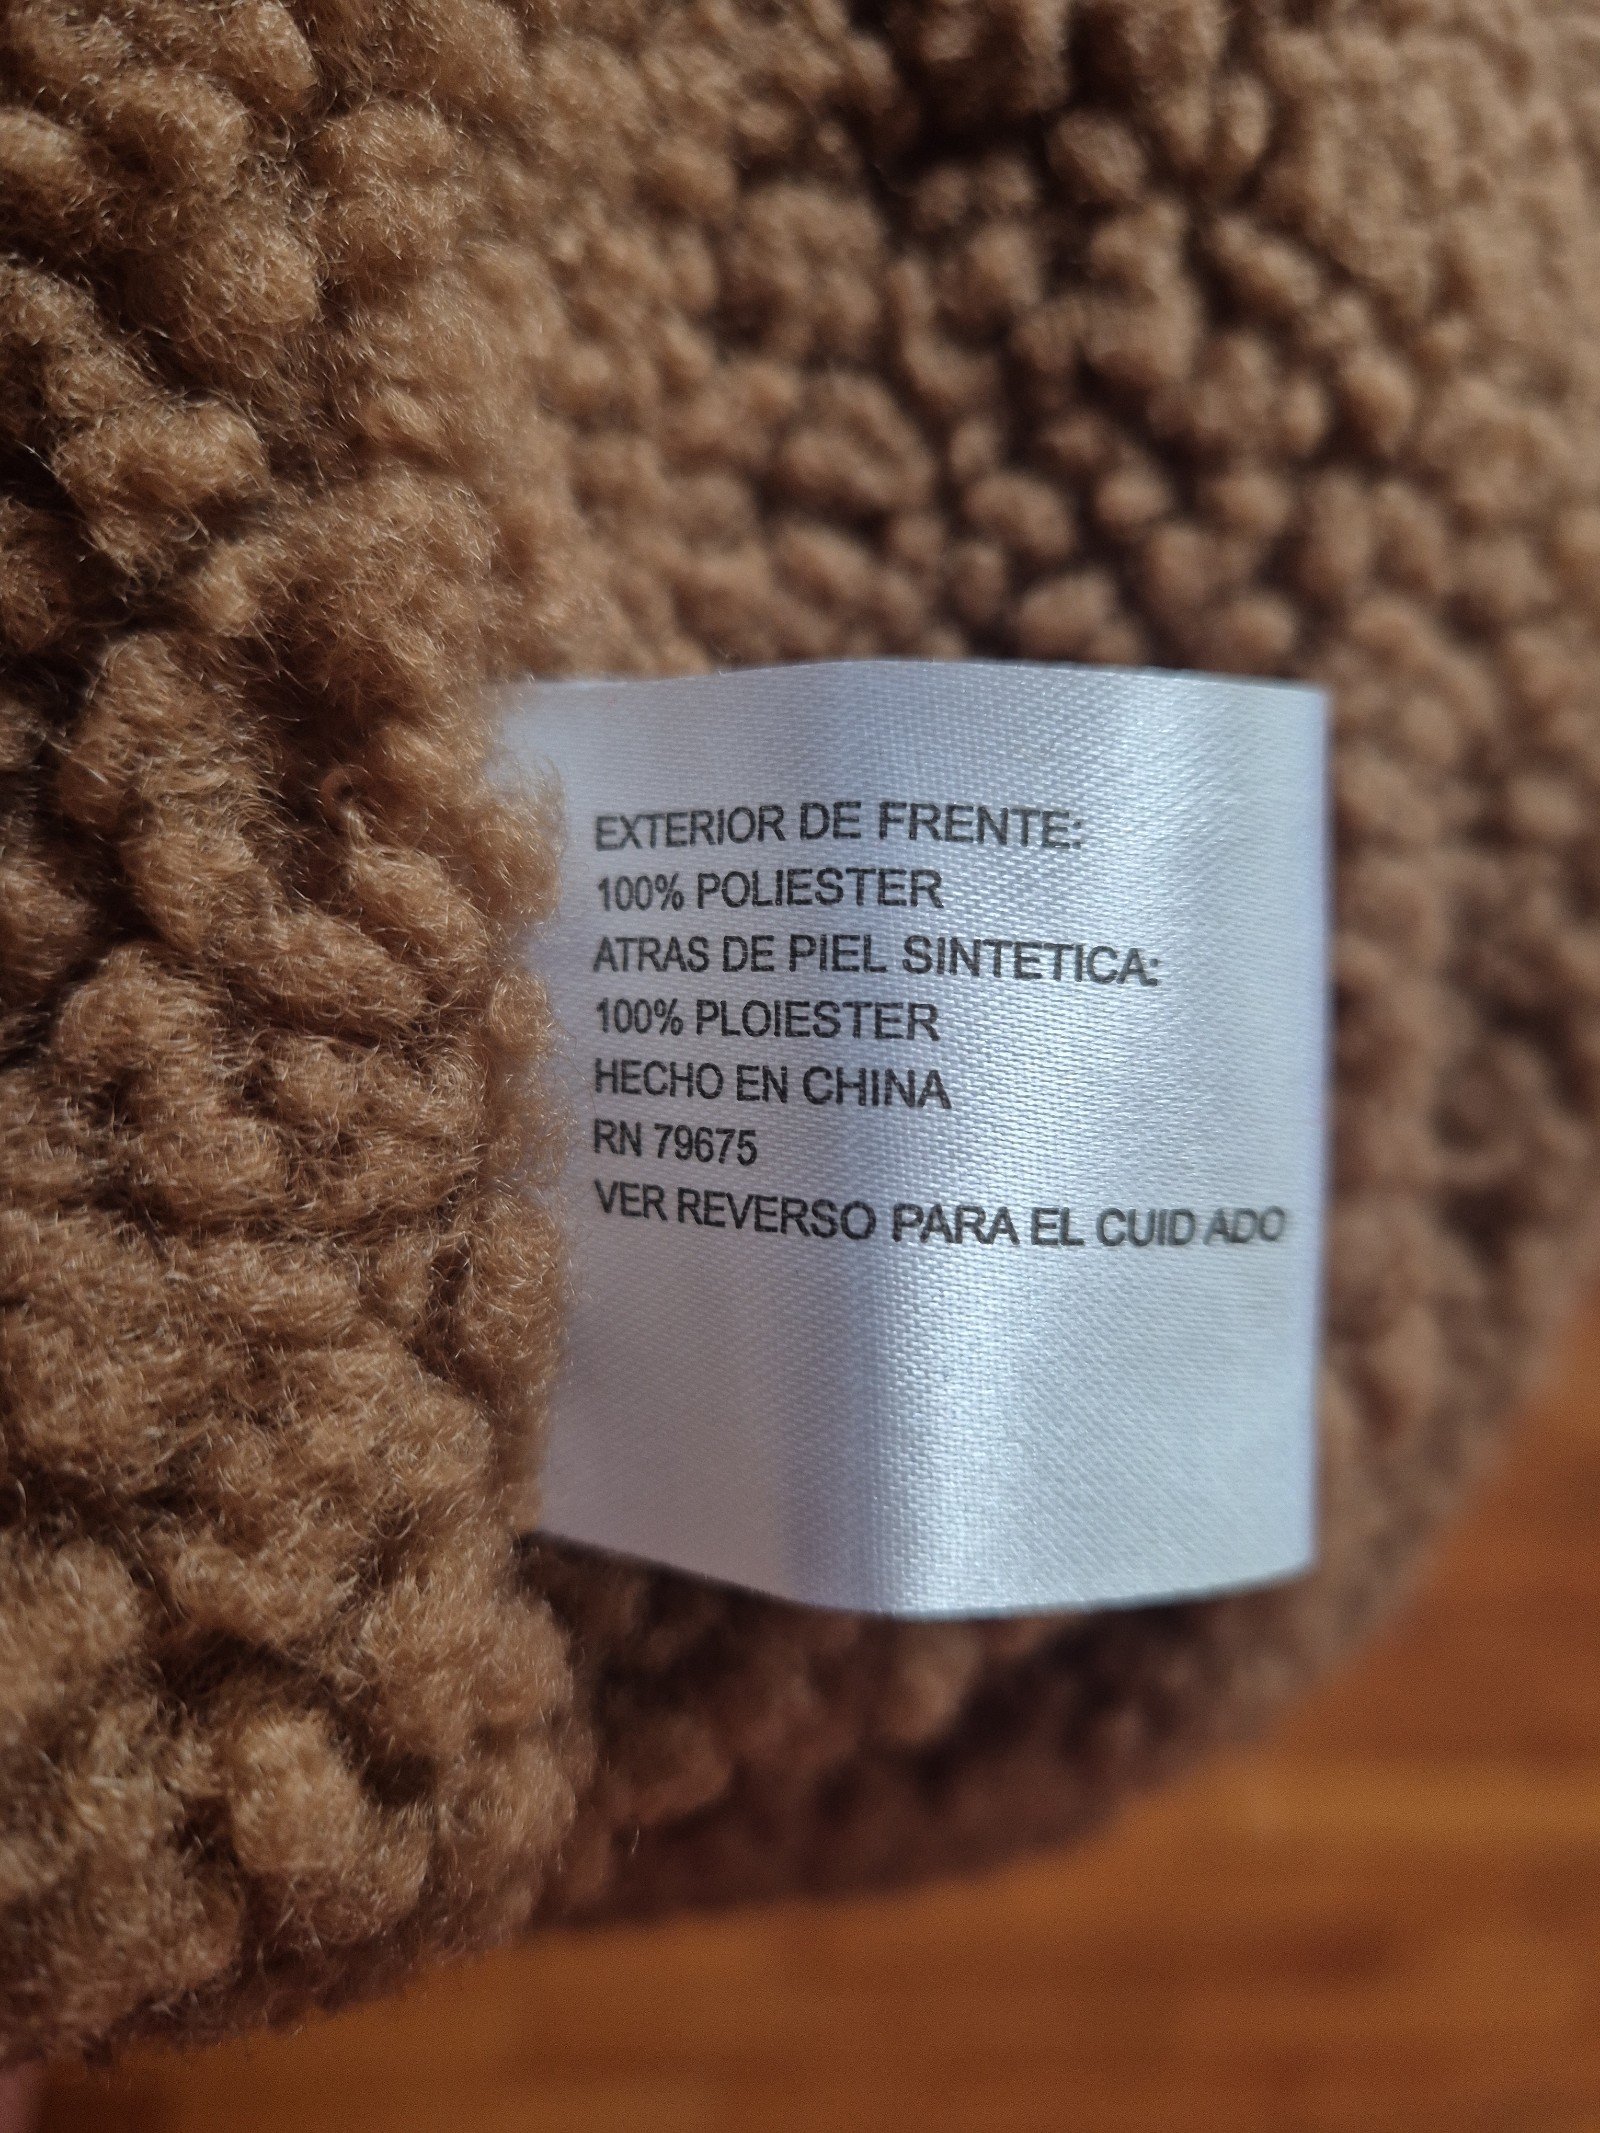 EXTERIOR DE FRENTE:
100% POLIESTER
ATRAS DE PIEL SINTETICA:
100% PLOIESTER
HECHO EN CHINA
RN 79675
VER REVERSO PARA EL CUID ADO